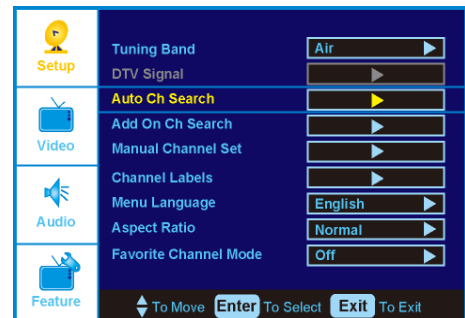 Setup
Video
Audio
Feature
Tuning Band Air
DTV Signal
Auto Ch Search
Add On Ch Search
Manual Channel Set
Channel Labels
Menu Language English
Aspect Ratio Normal
Favorite Channel Mode Off
To Move Enter To Select Exit To Exit